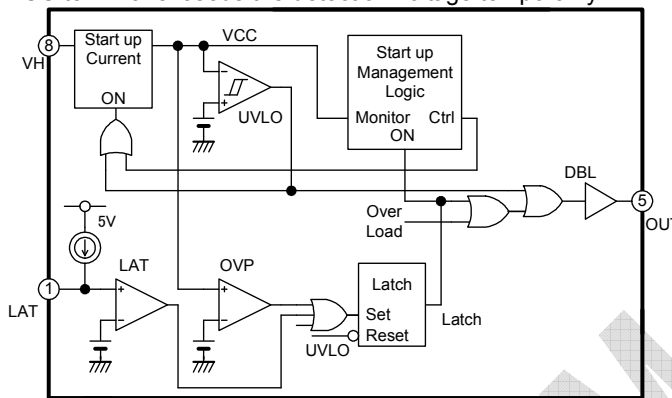 8
VH
Start up
Current
ON
VCC
UVLO
Start up
Management
Logic
Monitor
Ctrl
ON
DBL
5
OUT
Over
Load
5V
LAT
OVP
1
LAT
Latch
Set
Reset
Latch
UVLO